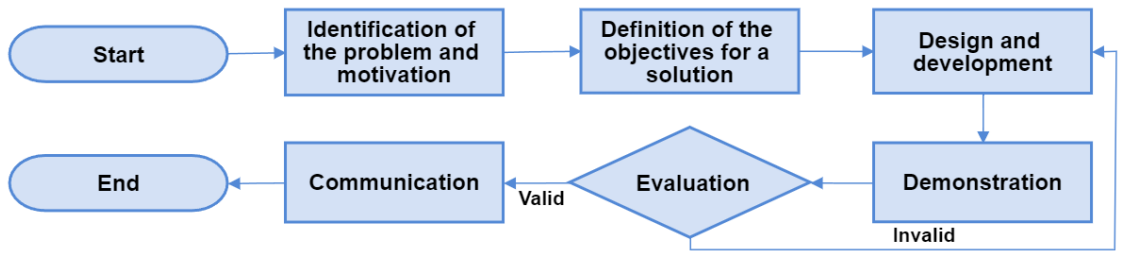 Start
Identification of
the problem and
motivation
Definition of the
objectives for a
solution
Design and
development
End
Communication
Valid
Evaluation
Demonstration
Invalid